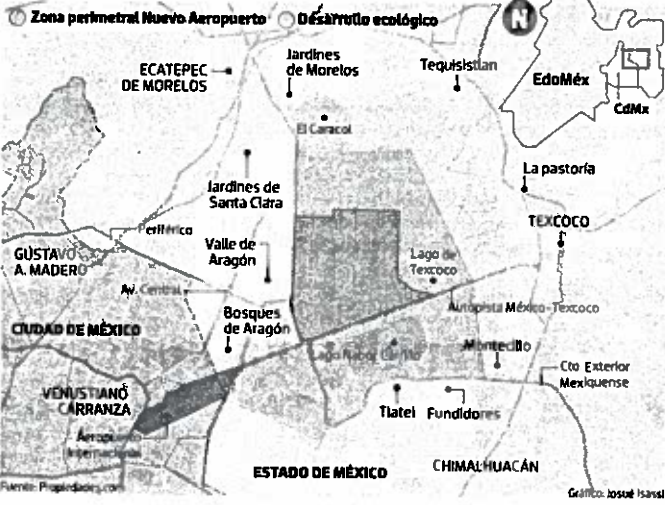 Zona perimetral Nuevo Aeropuerto
Desarrollo ecológico
N
EdoMéx
CdMx
ECATEPEC
DE MORELOS
Jardines
de Morelos
Tequisistlan
El Caracol
La pastoría
Jardines de
Santa Clara
TEXCOCO
Periférico
GUSTAVO
A. MADERO
Valle de
Aragón
Lago de
Texcoco
Av. Central
Autopista México-Texcoco
Bosques
de Aragón
CIUDAD DE MÉXICO
Lago Nabor Carrillo
Montecillo
Cto Exterior
Mexiquense
VENUSTIANO
CARRANZA
Tlatel
Fundidores
Aeropuerto
Internacional
ESTADO DE MÉXICO
CHIMALHUACÁN
Fuente: Propiedades.com
Gráfico: Josué Isassi